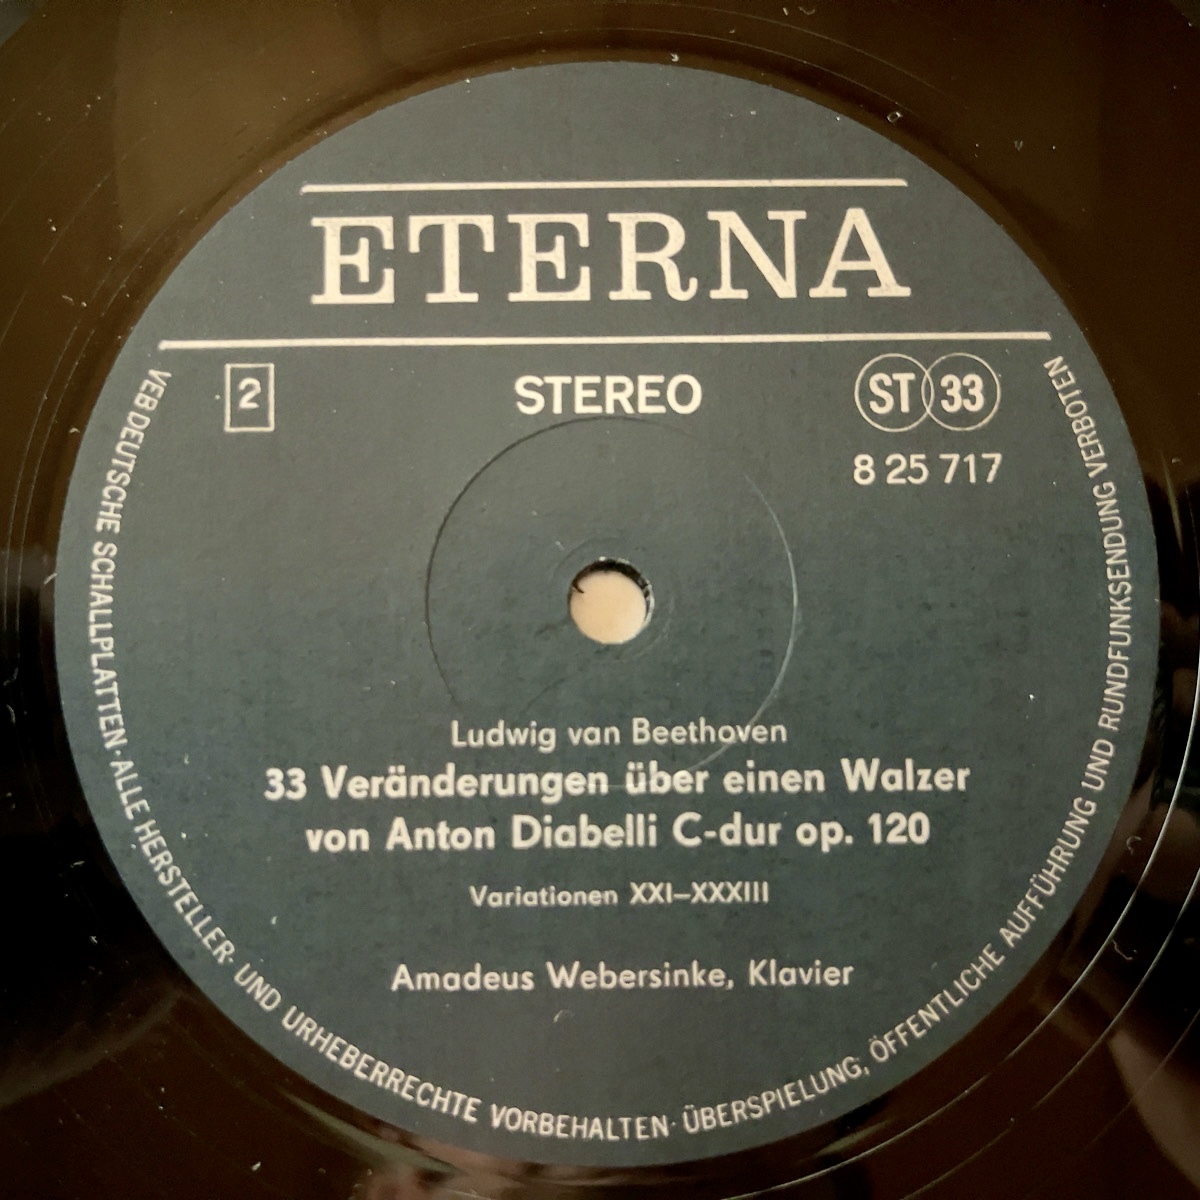 ETERNA
2
STEREO
ST 33
8 25 717
Ludwig van Beethoven
33 Veränderungen über einen Walzer
von Anton Diabelli C-dur op. 120
Variationen XXI–XXXIII
Amadeus Webersinke, Klavier
VEB DEUTSCHE SCHALLPLATTEN · ALLE HERSTELLER- UND URHEBERRECHTE VORBEHALTEN · ÜBERSPIELUNG, ÖFFENTLICHE AUFFÜHRUNG UND RUNDFUNKSENDUNG VERBOTEN